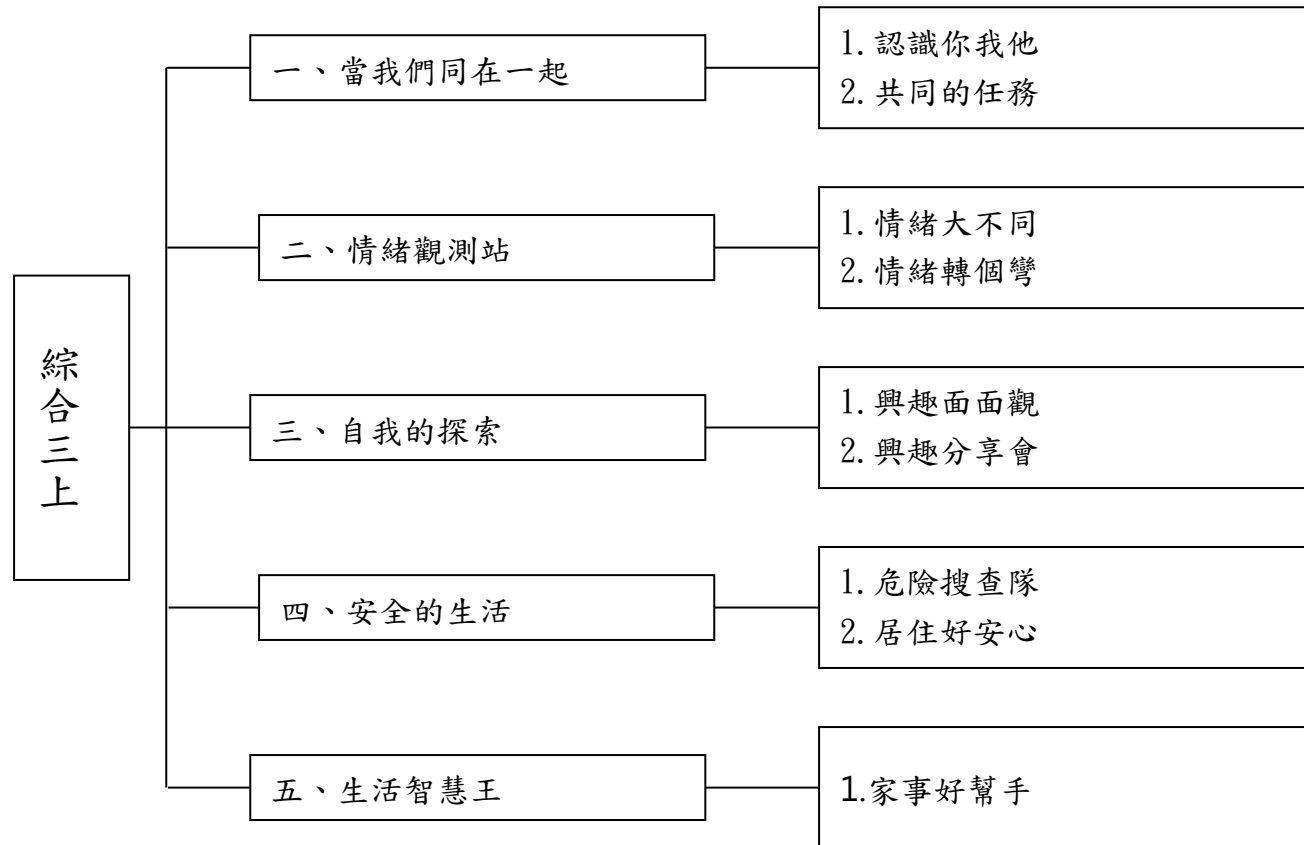 綜合三上
一、當我們同在一起
1. 認識你我他
2. 共同的任務
二、情緒觀測站
1. 情緒大不同
2. 情緒轉個彎
三、自我的探索
1. 興趣面面觀
2. 興趣分享會
四、安全的生活
1. 危險搜查隊
2. 居住好安心
五、生活智慧王
1.家事好幫手